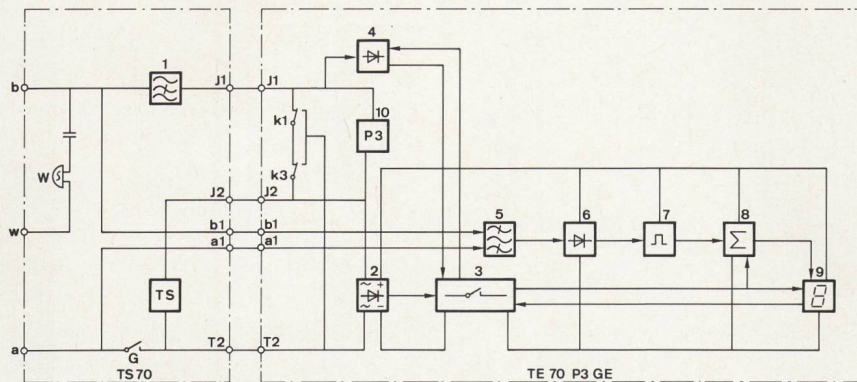 4
1
b
J1
J1
k1
10
P3
W
k3
J2
J2
5
6
7
8
w
b1
b1
a1
a1
Σ
TS
2
3
9
~
+
~
−
a
G
T2
T2
TS70
TE 70 P3 GE